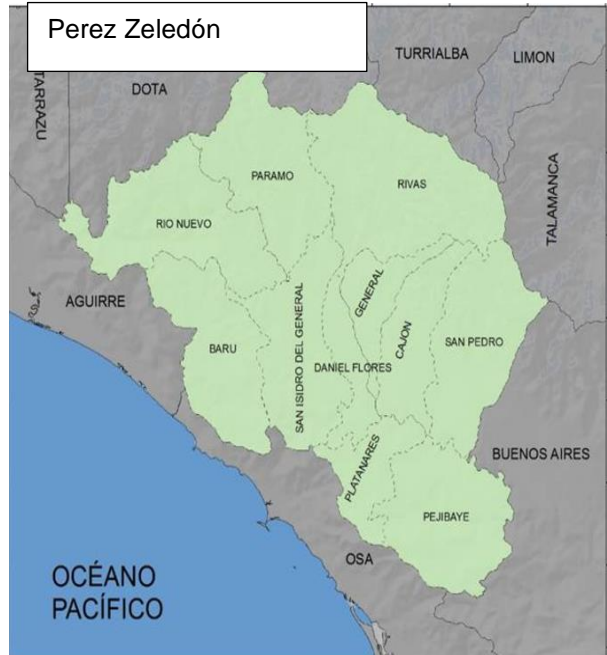 Perez Zeledón
TURRIALBA
LIMON
TARRAZU
DOTA
TALAMANCA
PARAMO
RIVAS
RIO NUEVO
AGUIRRE
GENERAL
SAN ISIDRO DEL GENERAL
CAJON
BARU
DANIEL FLORES
SAN PEDRO
BUENOS AIRES
PLATANARES
PEJIBAYE
OSA
OCÉANO
PACÍFICO